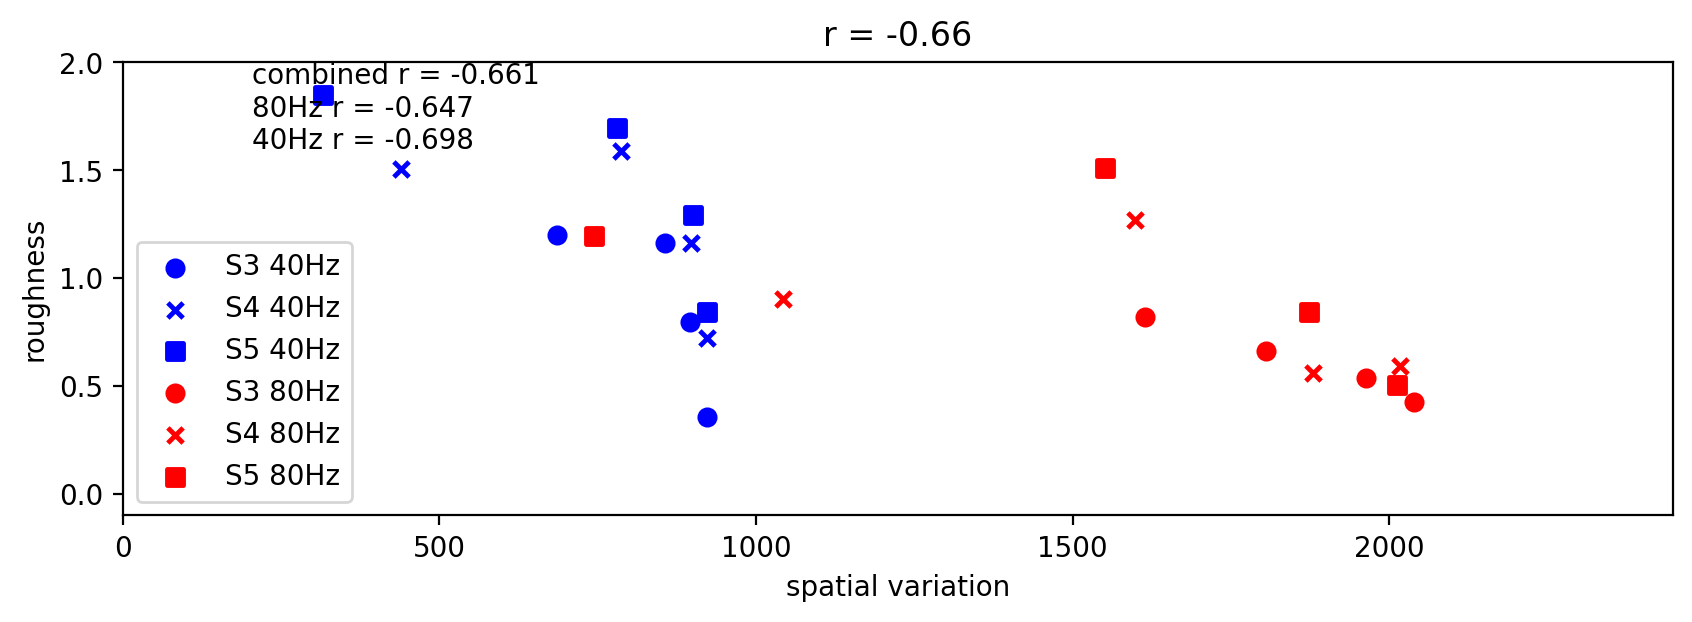 r = -0.66
combined r = -0.661
80Hz r = -0.647
40Hz r = -0.698
2.0
1.5
1.0
0.5
0.0
roughness
S3 40Hz
S4 40Hz
S5 40Hz
S3 80Hz
S4 80Hz
S5 80Hz
0 500 1000 1500 2000
spatial variation